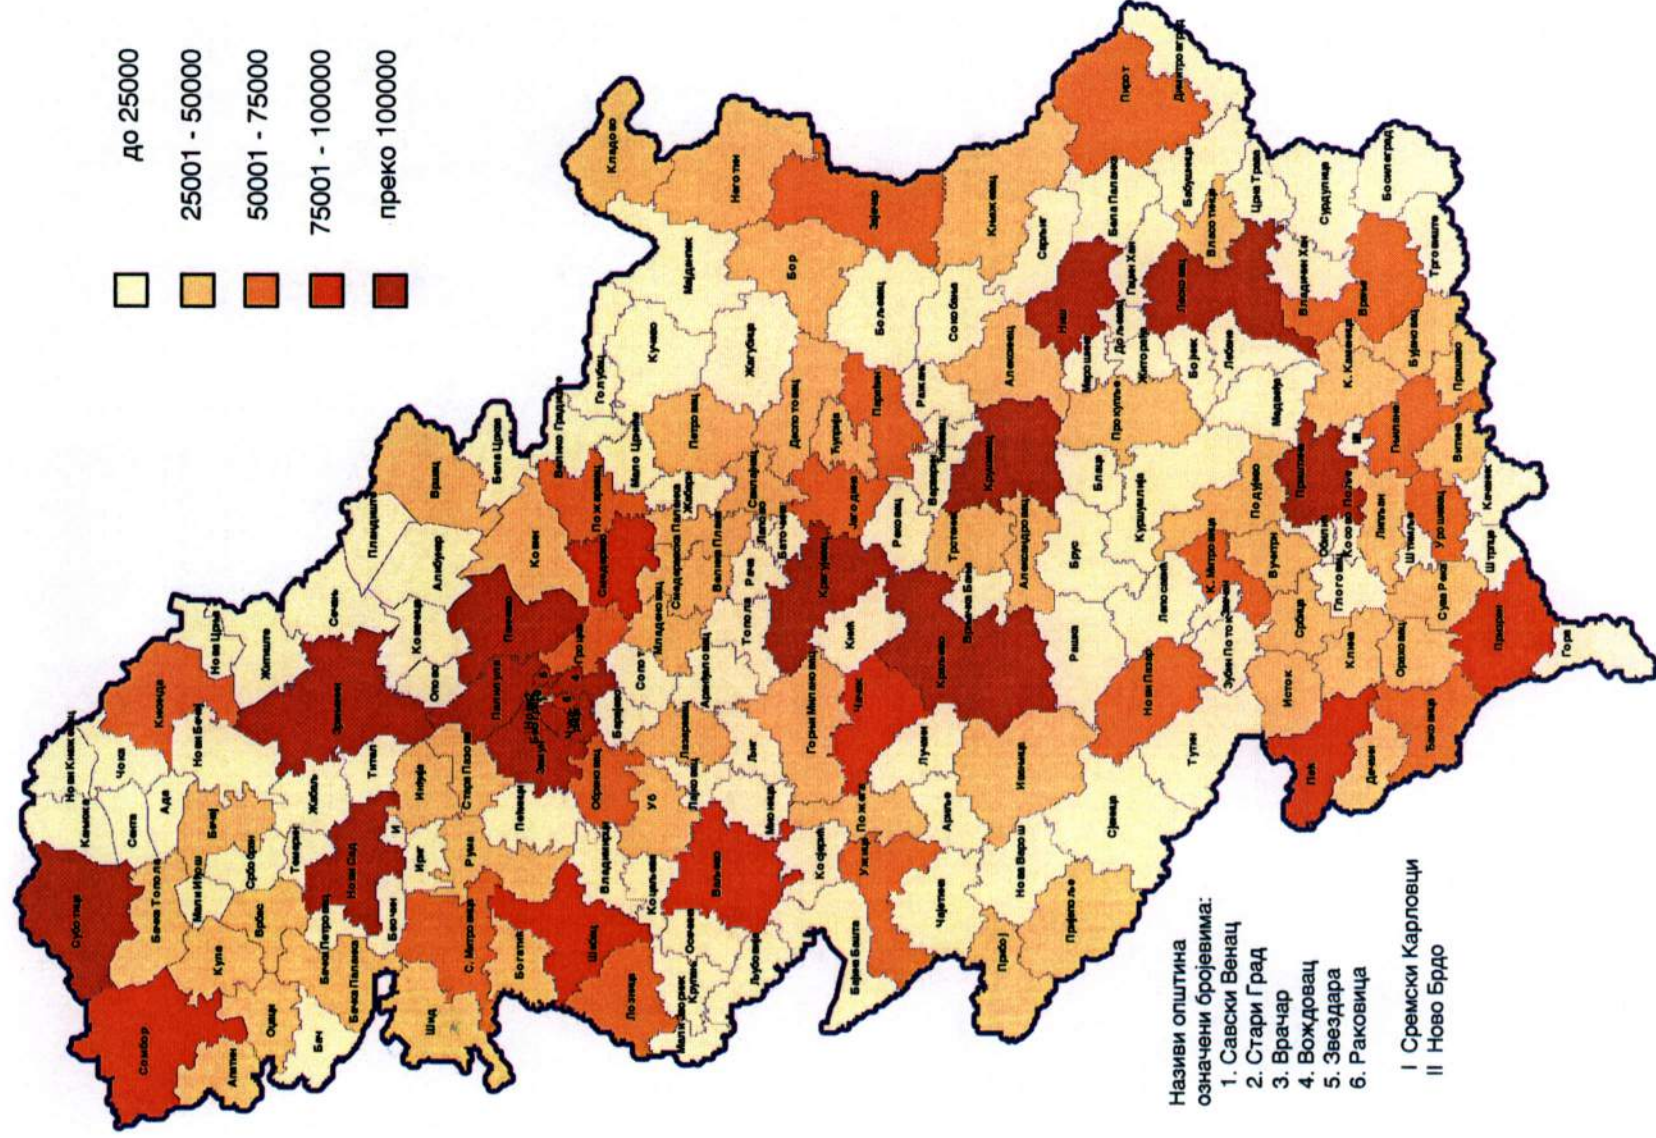 до 25000
25001 - 50000
50001 - 75000
75001 - 100000
преко 100000
Суботица
Сомбор
Апатин
Оџаци
Бач
Кула
Бачка Топола
Мали Иђош
Врбас
Србобран
Бечеј
Ада
Сента
Кањижа
Чока
Нови Кнежевац
Кикинда
Нови Бечеј
Нова Црња
Житиште
Зрењанин
Сечањ
Жабаљ
Тител
Темерин
Нови Сад
Бачки Петровац
Бачка Паланка
Беочин
Шид
С. Митровица
Ириг
Рума
Инђија
Стара Пазова
Пећинци
Ковачица
Опово
Панчево
Алибунар
Пландиште
Вршац
Бела Црква
Ковин
Палилула
Земун
Гроцка
Обреновац
Барајево
Сопот
Младеновац
Лазаревац
Смедерево
Пожаревац
Велико Градиште
Голубац
Мало Црниће
Кучево
Жабари
Петровац
Жагубица
Смедеревска Паланка
Велика Плана
Свилајнац
Лапово
Баточина
Рача
Топола
Аранђеловац
Богатић
Шабац
Лозница
Владимирци
Коцељева
Уб
Лајковац
Љиг
Мионица
Ваљево
Осечина
Крупањ
Мали Зворник
Љубовија
Бајина Башта
Косјерић
Ужице
Пожега
Чајетина
Ариље
Нова Варош
Прибој
Пријепоље
Сјеница
Ивањица
Лучани
Чачак
Горњи Милановац
Кнић
Крагујевац
Краљево
Врњачка Бања
Рашка
Нови Пазар
Тутин
Деспотовац
Ћуприја
Параћин
Јагодина
Рековац
Варварин
Ћићевац
Ражањ
Крушевац
Трстеник
Александровац
Брус
Блаце
Куршумлија
Прокупље
Кладово
Неготин
Мајданпек
Бор
Зајечар
Бољевац
Сокобања
Књажевац
Алексинац
Сврљиг
Ниш
Мерошина
Дољевац
Житорађа
Гаџин Хан
Бела Паланка
Пирот
Димитровград
Бабушница
Власотинце
Црна Трава
Лесковац
Бојник
Лебане
Медвеђа
Владичин Хан
Сурдулица
Босилеград
Врање
Трговиште
Бујановац
Прешево
К. Каменица
Гњилане
Витина
Подујево
Приштина
Обилић
Косово Поље
Липљан
Штимље
Урошевац
Качаник
Штрпце
Глоговац
Вучитрн
К. Митровица
Лепосавић
Звечан
Зубин Поток
Србица
Исток
Клина
Ораховац
Сува Река
Призрен
Гора
Пећ
Дечани
Ђаковица
Називи општина
означени бројевима:
1. Савски Венац
2. Стари Град
3. Врачар
4. Вождовац
5. Звездара
6. Раковица
I Сремски Карловци
II Ново Брдо